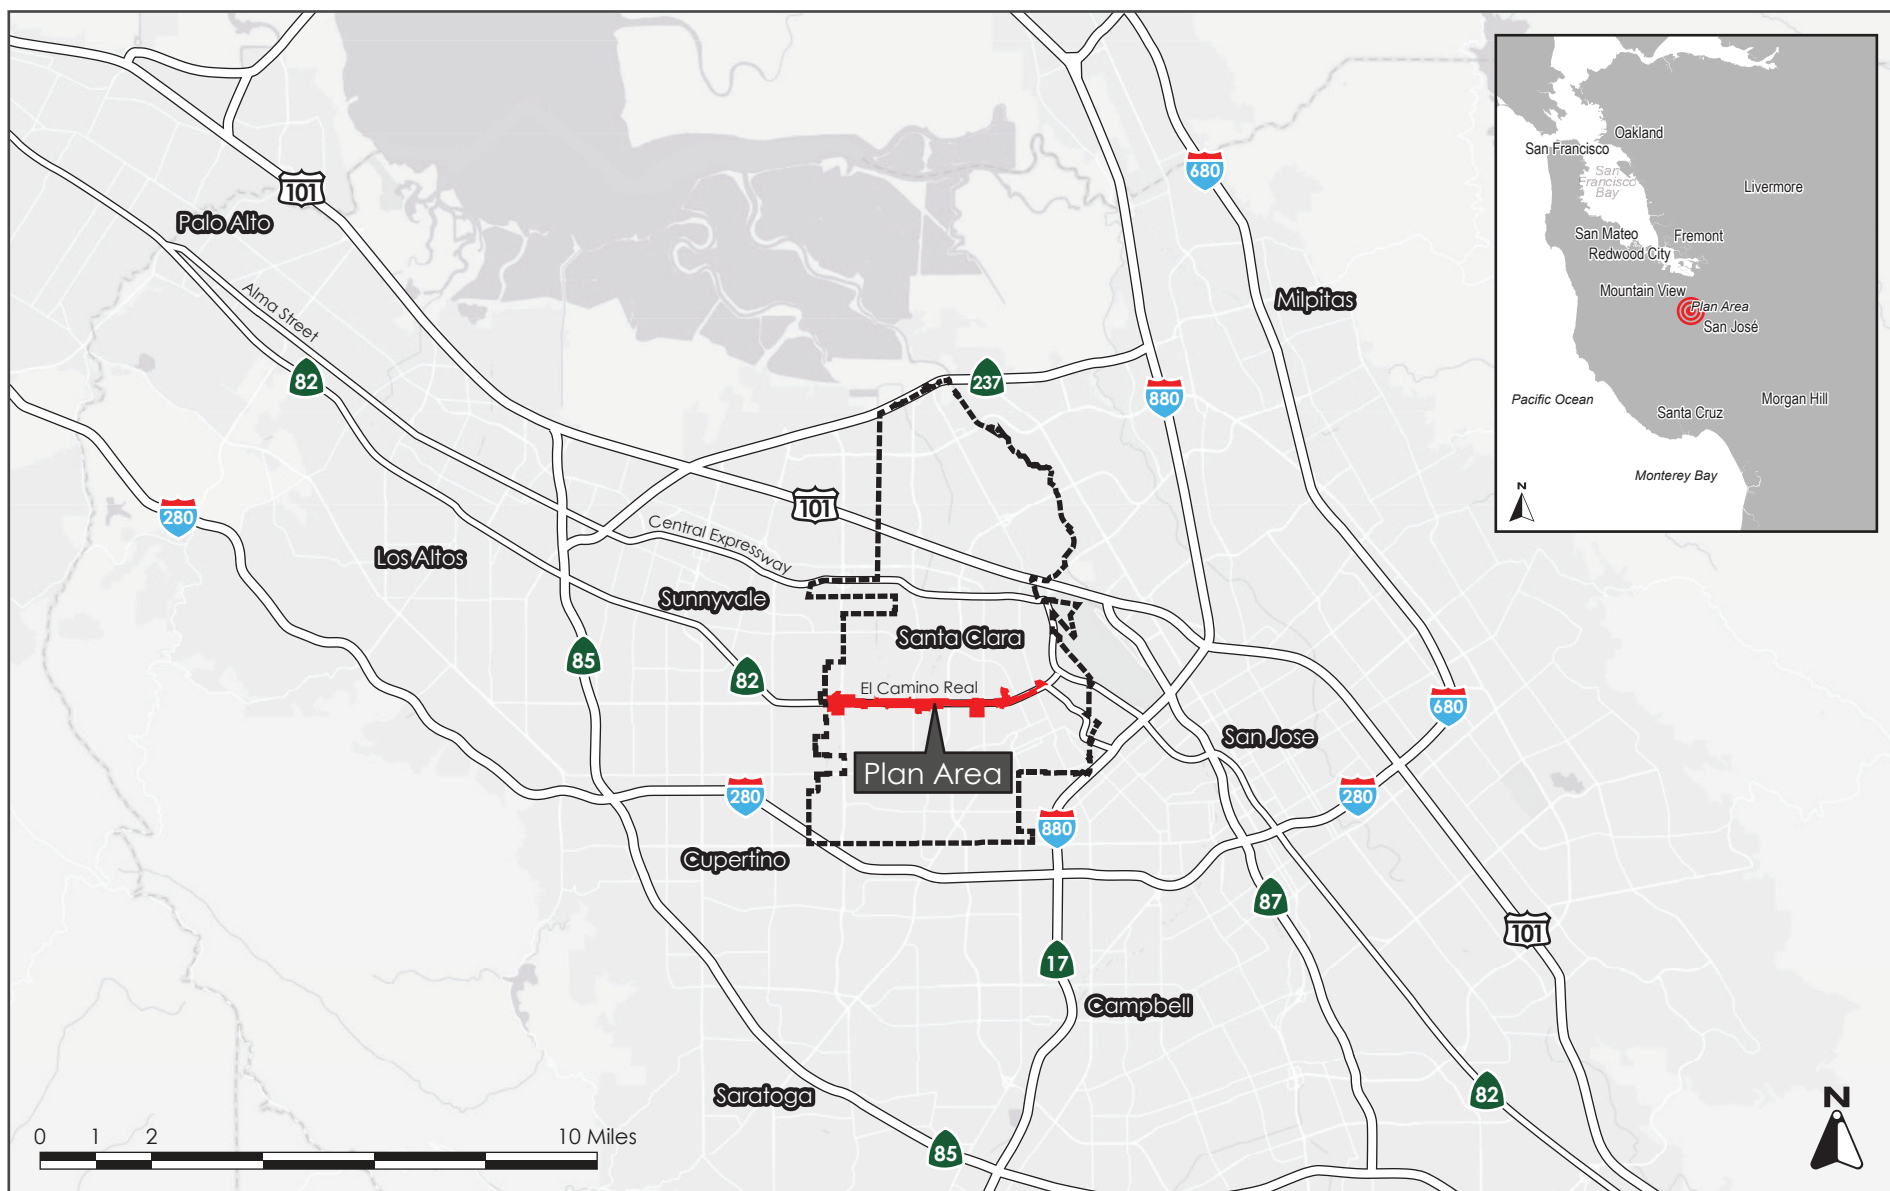 101
Palo Alto
Alma Street
82
280
Los Altos
Central Expressway
101
237
680
880
Milpitas
Sunnyvale
Santa Clara
85
82
El Camino Real
Plan Area
280
880
San Jose
680
280
Cupertino
87
101
17
Campbell
Saratoga
85
82
0 1 2 10 Miles
N
Oakland
San Francisco
San
Francisco
Bay
Livermore
San Mateo
Fremont
Redwood City
Mountain View
Plan Area
San José
Pacific Ocean
Santa Cruz
Morgan Hill
Monterey Bay
N